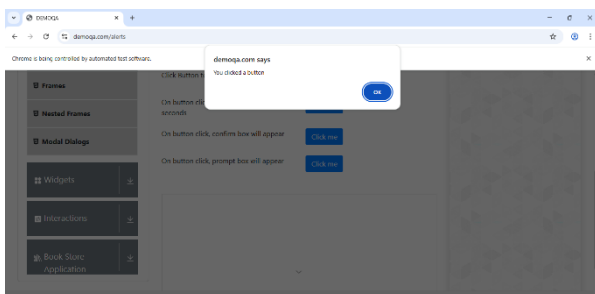 DEMOQA
demoqa.com/alerts
Chrome is being controlled by automated test software.
demoqa.com says
You clicked a button
OK
Click Button t
On button clic
seconds
On button click, confirm box will appear
Click me
On button click, prompt box will appear
Click me
Frames
Nested Frames
Modal Dialogs
Widgets
Interactions
Book Store
Application